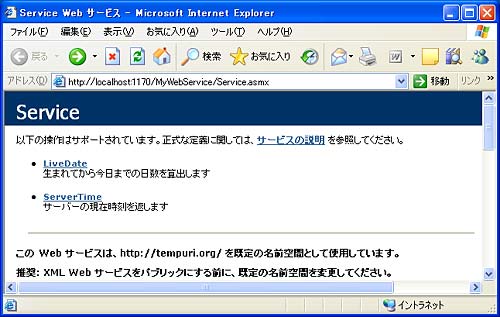 Service Web サービス - Microsoft Internet Explorer
ファイル(F) 編集(E) 表示(V) お気に入り(A) ツール(T) ヘルプ(H)
戻る 検索 お気に入り
アドレス(D) http://localhost:1170/MyWebService/Service.asmx 移動 リンク »
Service
以下の操作はサポートされています。正式な定義に関しては、サービスの説明 を参照してください。
• LiveDate
生まれてから今日までの日数を算出します
• ServerTime
サーバーの現在時刻を返します
この Web サービスは、http://tempuri.org/ を既定の名前空間として使用しています。
推奨: XML Web サービスをパブリックにする前に、既定の名前空間を変更してください。
イントラネット